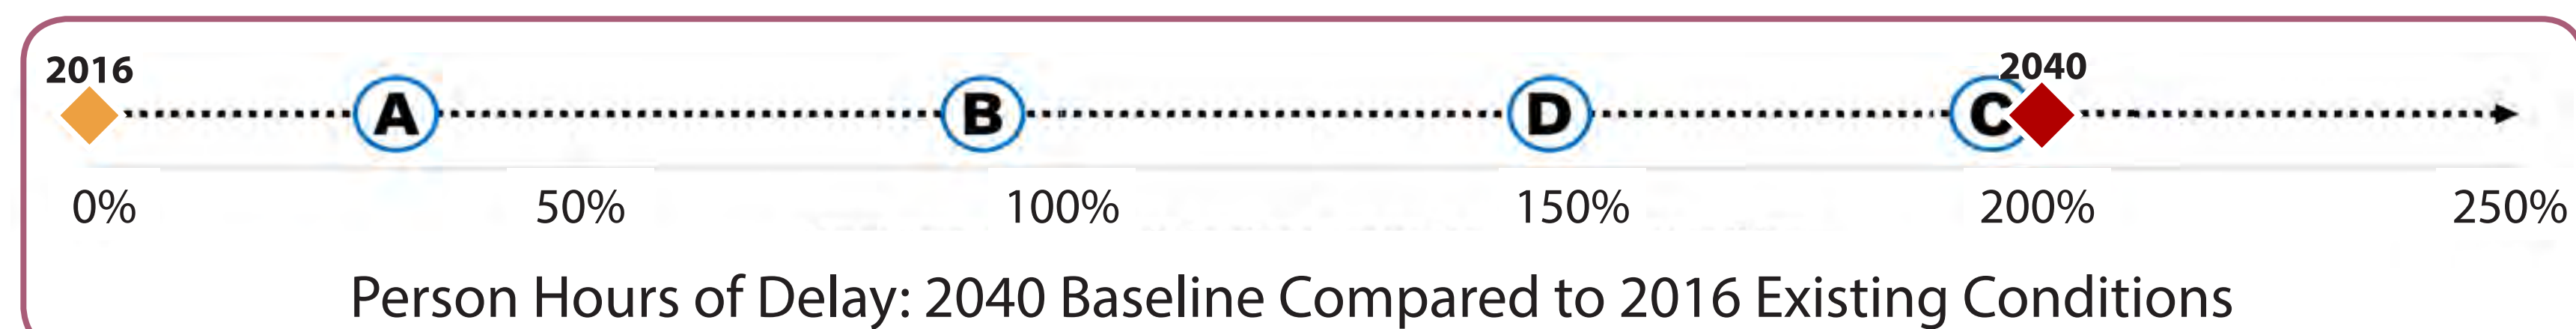 2016 2040
A B D C
0% 50% 100% 150% 200% 250%
Person Hours of Delay: 2040 Baseline Compared to 2016 Existing Conditions